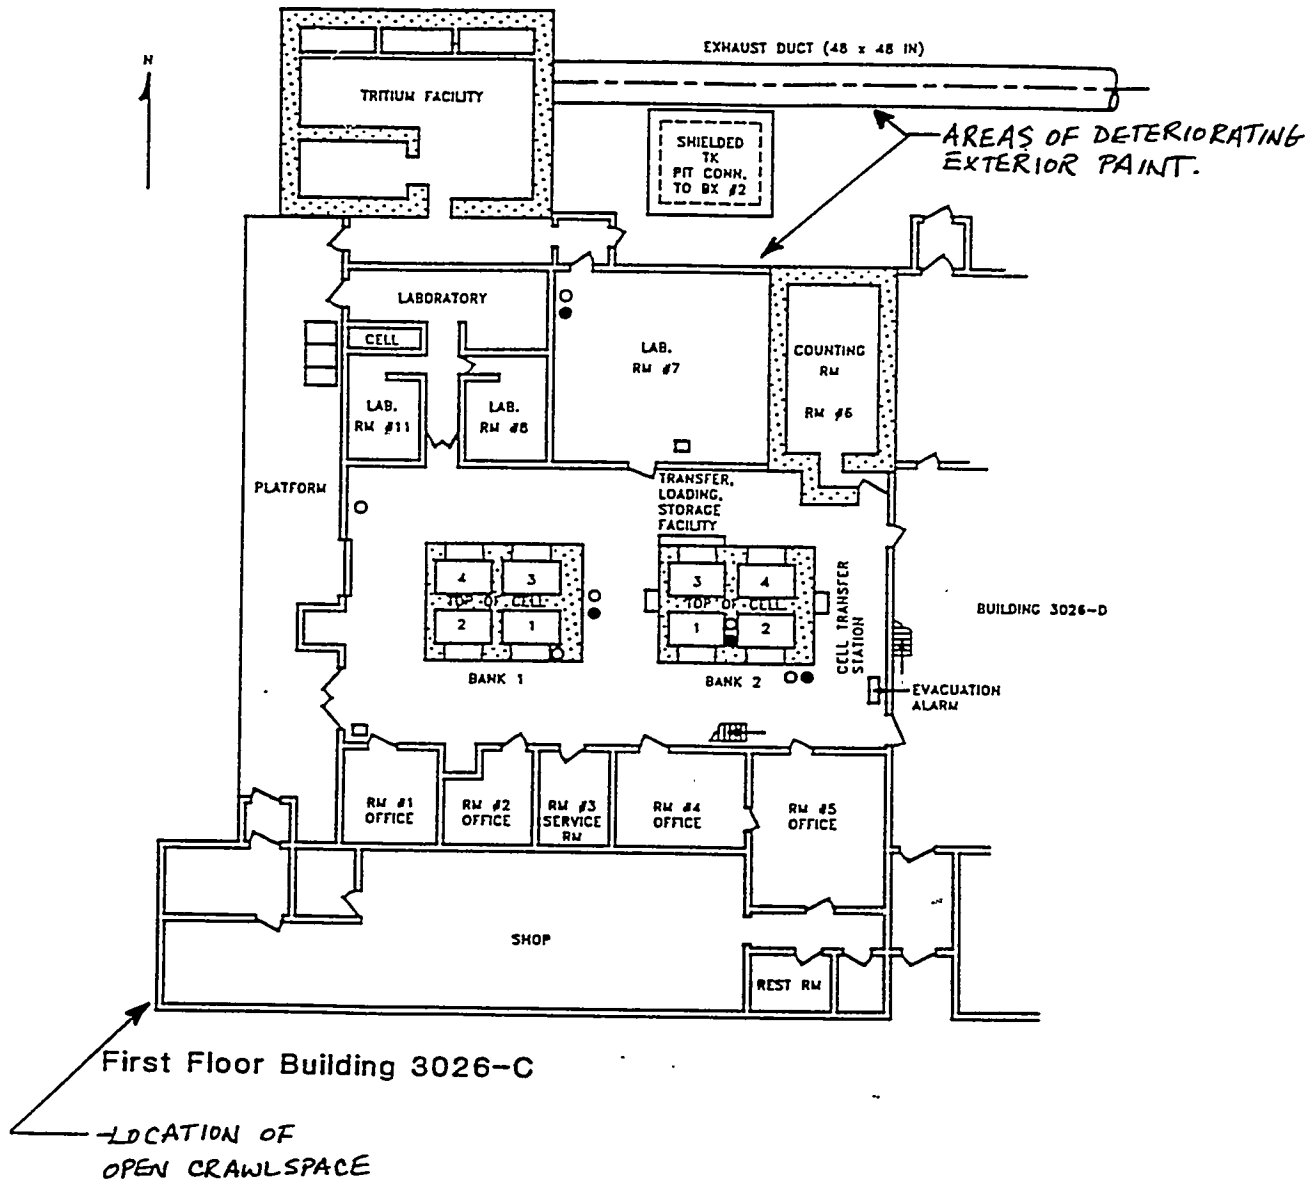 EXHAUST DUCT (48 x 48 IN)
N
TRITIUM FACILITY
SHIELDED
TK
PIT CONN.
TO BX #2
AREAS OF DETERIORATING
EXTERIOR PAINT.
LABORATORY
CELL
LAB.
RM #7
COUNTING
RM
RM #6
LAB.
RM #11
LAB.
RM #8
PLATFORM
TRANSFER,
LOADING,
STORAGE
FACILITY
4
3
TOP OF CELL
2
1
BANK 1
3
4
TOP OF CELL
1
2
BANK 2
CELL TRANSFER
STATION
BUILDING 3026-D
EVACUATION
ALARM
RM #1
OFFICE
RM #2
OFFICE
RM #3
SERVICE
RM
RM #4
OFFICE
RM #5
OFFICE
SHOP
REST RM
First Floor Building 3026-C
LOCATION OF
OPEN CRAWLSPACE